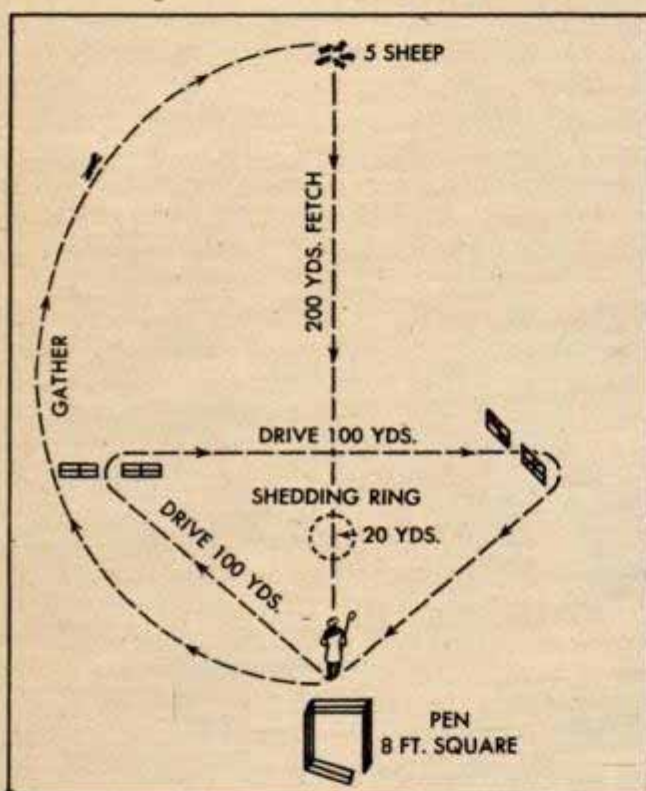 5 SHEEP
200 YDS. FETCH
GATHER
DRIVE 100 YDS.
SHEDDING RING
20 YDS.
DRIVE 100 YDS.
PEN
8 FT. SQUARE